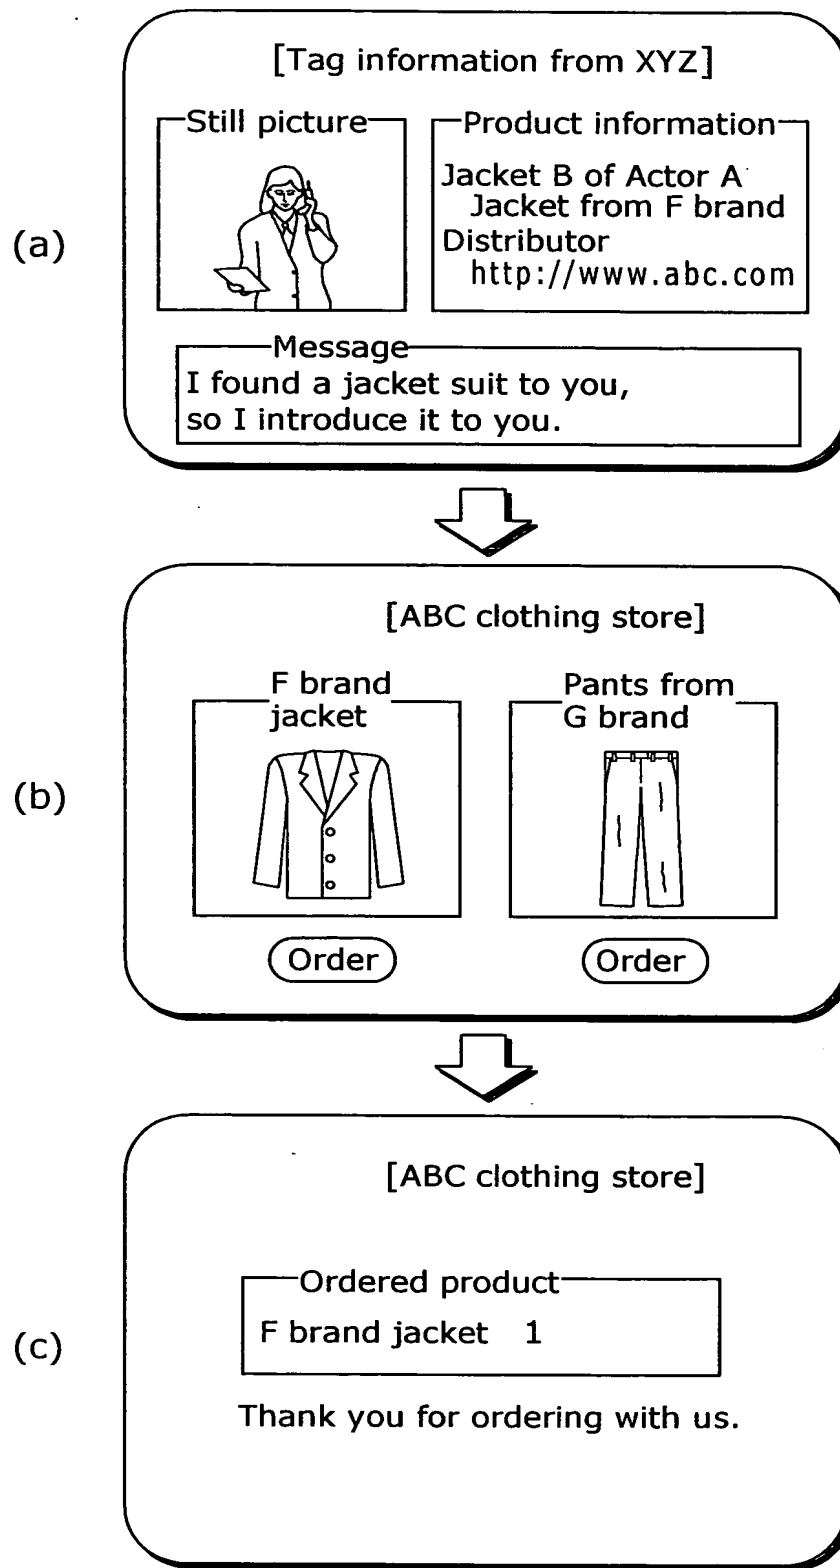 (a)
[Tag information from XYZ]
Still picture
Product information
Jacket B of Actor A
Jacket from F brand
Distributor
http://www.abc.com
Message
I found a jacket suit to you,
so I introduce it to you.
(b)
[ABC clothing store]
F brand
jacket
Pants from
G brand
Order
Order
(c)
[ABC clothing store]
Ordered product
F brand jacket 1
Thank you for ordering with us.